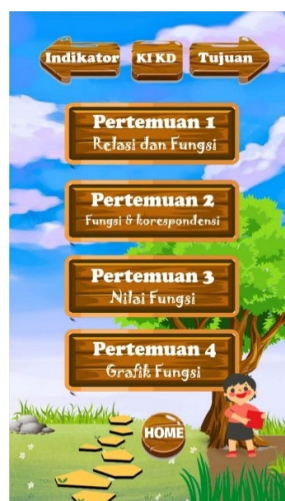 Indikator KI KD Tujuan
Pertemuan 1
Relasi dan Fungsi
Pertemuan 2
Fungsi & korespondensi
Pertemuan 3
Nilai Fungsi
Pertemuan 4
Grafik Fungsi
HOME